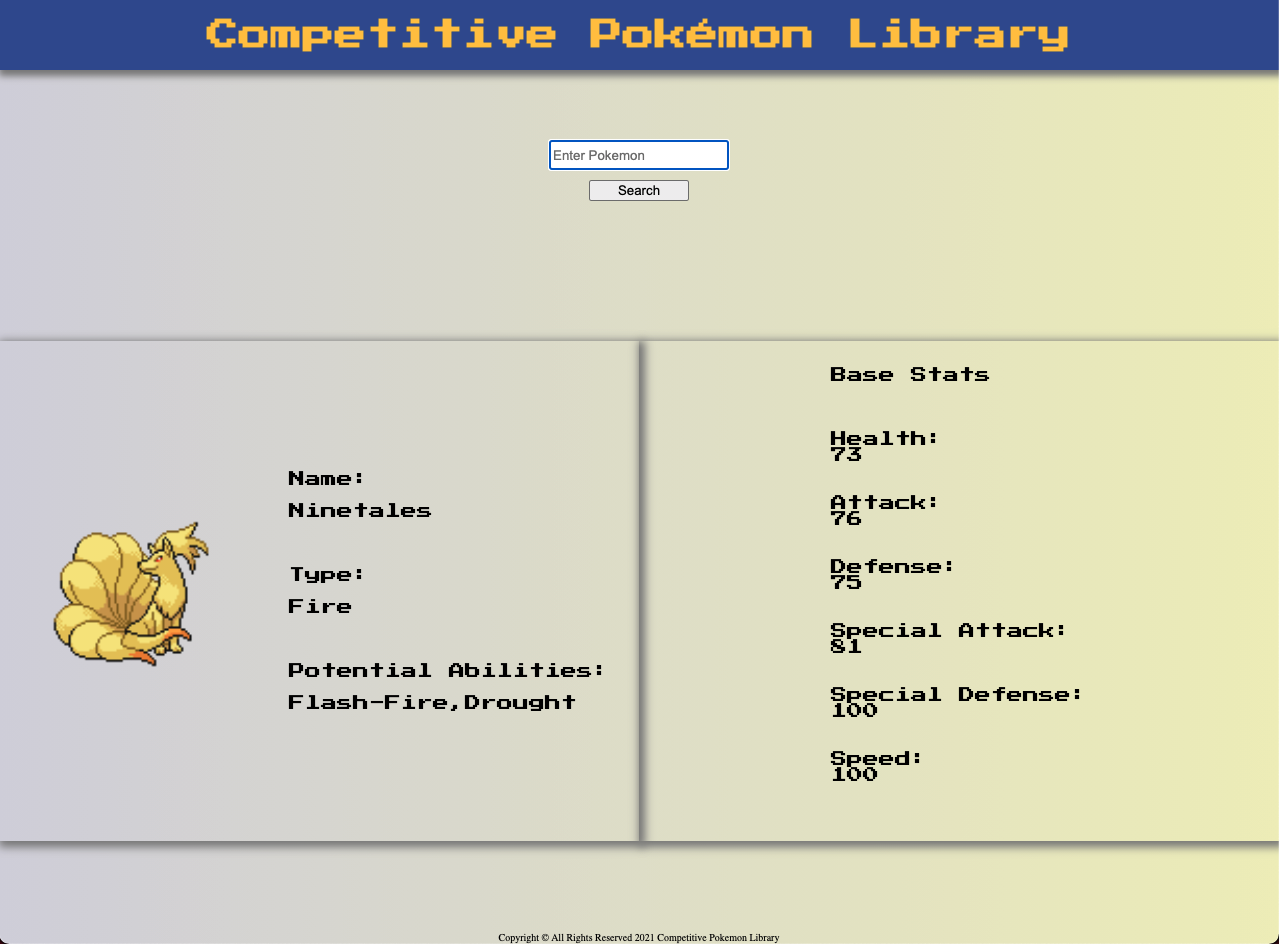 Competitive Pokémon Library
Enter Pokemon
Search
Name:
Ninetales
Type:
Fire
Potential Abilities:
Flash-Fire,Drought
Base Stats
Health:
73
Attack:
76
Defense:
75
Special Attack:
81
Special Defense:
100
Speed:
100
Copyright © All Rights Reserved 2021 Competitive Pokemon Library